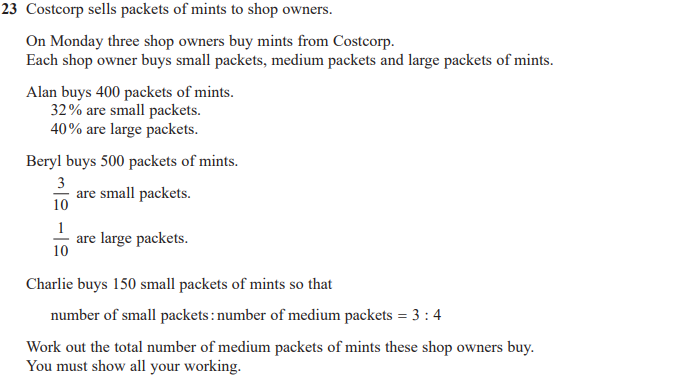 23 Costcorp sells packets of mints to shop owners.
On Monday three shop owners buy mints from Costcorp.
Each shop owner buys small packets, medium packets and large packets of mints.
Alan buys 400 packets of mints.
32% are small packets.
40% are large packets.
Beryl buys 500 packets of mints.
3/10 are small packets.
1/10 are large packets.
Charlie buys 150 small packets of mints so that
number of small packets : number of medium packets = 3 : 4
Work out the total number of medium packets of mints these shop owners buy.
You must show all your working.